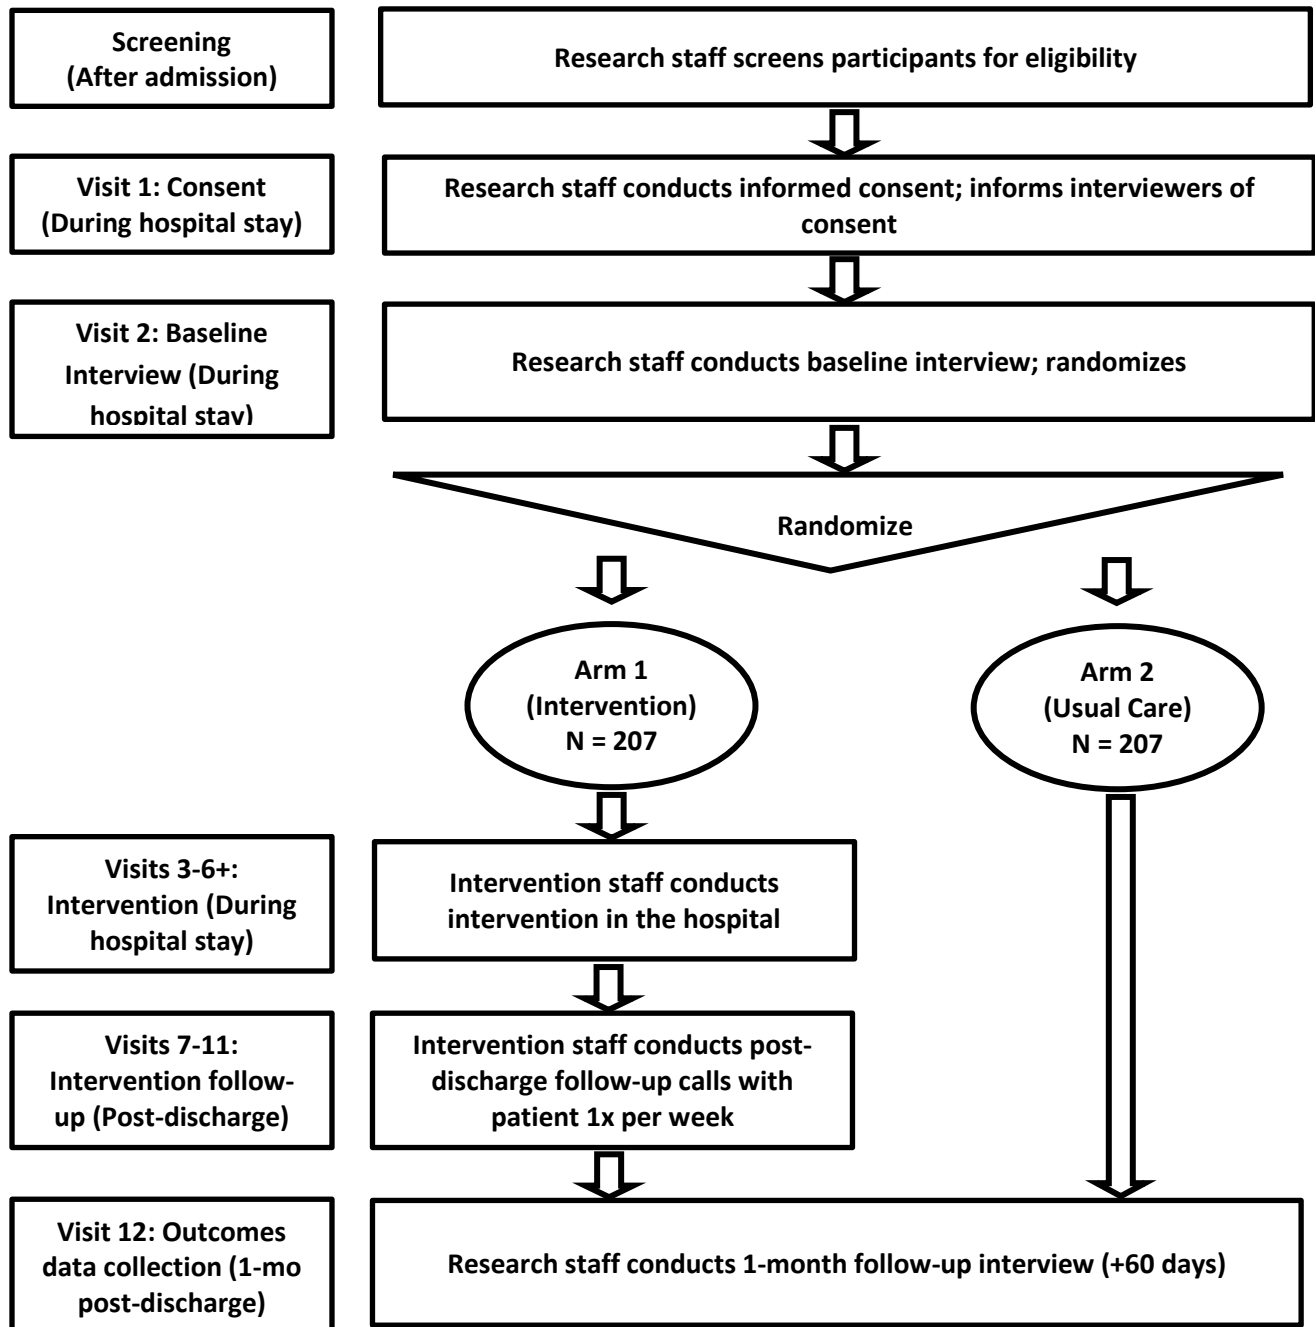 Screening
(After admission)
Research staff screens participants for eligibility
Visit 1: Consent
(During hospital stay)
Research staff conducts informed consent; informs interviewers of
consent
Visit 2: Baseline
Interview (During
hospital stay)
Research staff conducts baseline interview; randomizes
Randomize
Arm 1
(Intervention)
N = 207
Arm 2
(Usual Care)
N = 207
Visits 3-6+:
Intervention (During
hospital stay)
Intervention staff conducts
intervention in the hospital
Visits 7-11:
Intervention follow-
up (Post-discharge)
Intervention staff conducts post-
discharge follow-up calls with
patient 1x per week
Visit 12: Outcomes
data collection (1-mo
post-discharge)
Research staff conducts 1-month follow-up interview (+60 days)